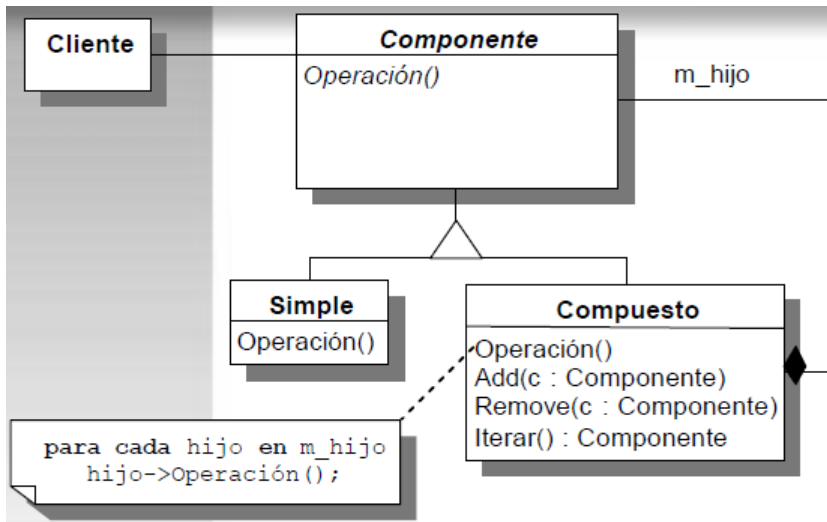 Cliente
Componente
Operación()
m_hijo
Simple
Operación()
Compuesto
Operación()
Add(c : Componente)
Remove(c : Componente)
Iterar() : Componente
para cada hijo en m_hijo
hijo->Operación();